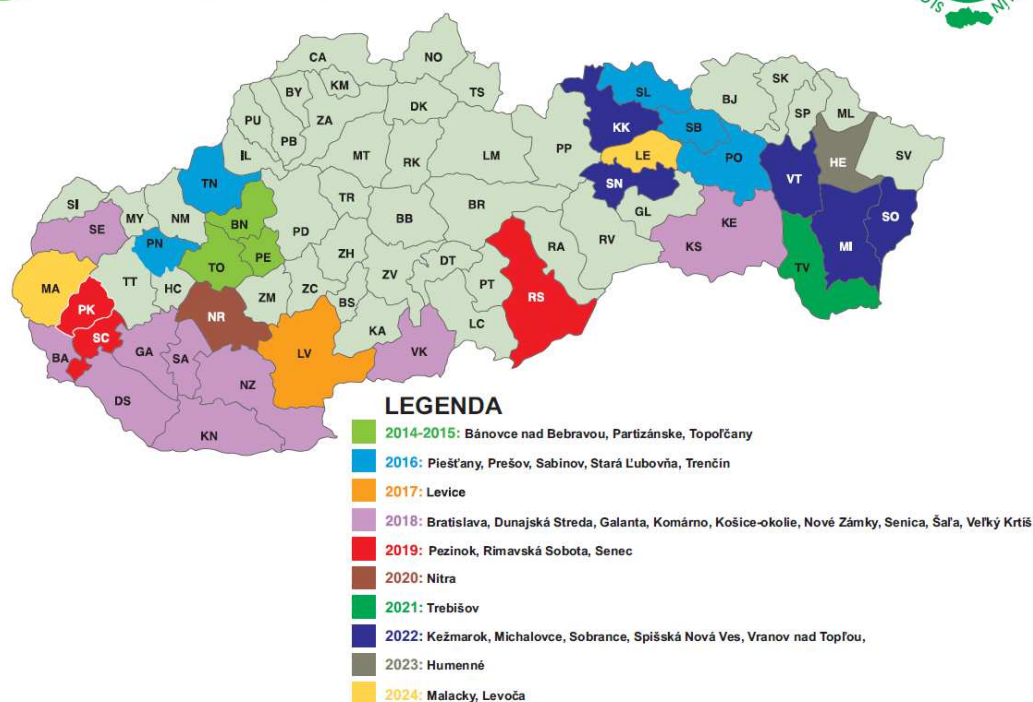 CA
NO
BY
KM
TS
SL
SK
BJ
PU
ZA
DK
SP
ML
PB
KK
SB
IL
MT
RK
LM
PP
LE
PO
HE
SV
TN
SN
VT
SI
MY
NM
TR
BR
GL
SO
SE
PN
BN
PD
BB
KE
RV
KS
MI
TO
PE
ZH
DT
RA
TV
MA
TT
HC
ZM
ZC
ZV
PT
RS
PK
NR
BS
SC
KA
LC
BA
GA
SA
LV
VK
NZ
DS
KN
LEGENDA
2014-2015: Bánovce nad Bebravou, Partizánske, Topoľčany
2016: Piešťany, Prešov, Sabinov, Stará Ľubovňa, Trenčín
2017: Levice
2018: Bratislava, Dunajská Streda, Galanta, Komárno, Košice-okolie, Nové Zámky, Senica, Šaľa, Veľký Krtíš
2019: Pezinok, Rimavská Sobota, Senec
2020: Nitra
2021: Trebišov
2022: Kežmarok, Michalovce, Sobrance, Spišská Nová Ves, Vranov nad Topľou,
2023: Humenné
2024: Malacky, Levoča